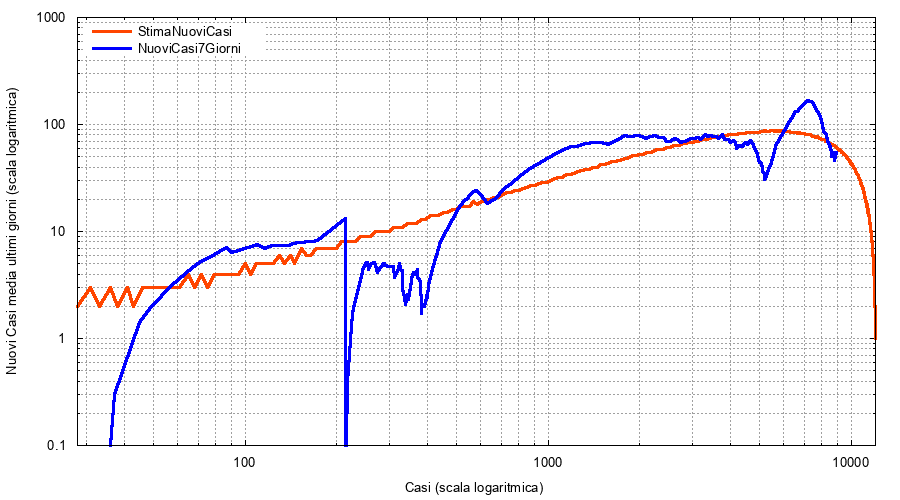 1000
StimaNuoviCasi
NuoviCasi7Giorni
100
10
1
0.1
Nuovi Casi media ultimi giorni (scala logaritmica)
100
1000
10000
Casi (scala logaritmica)